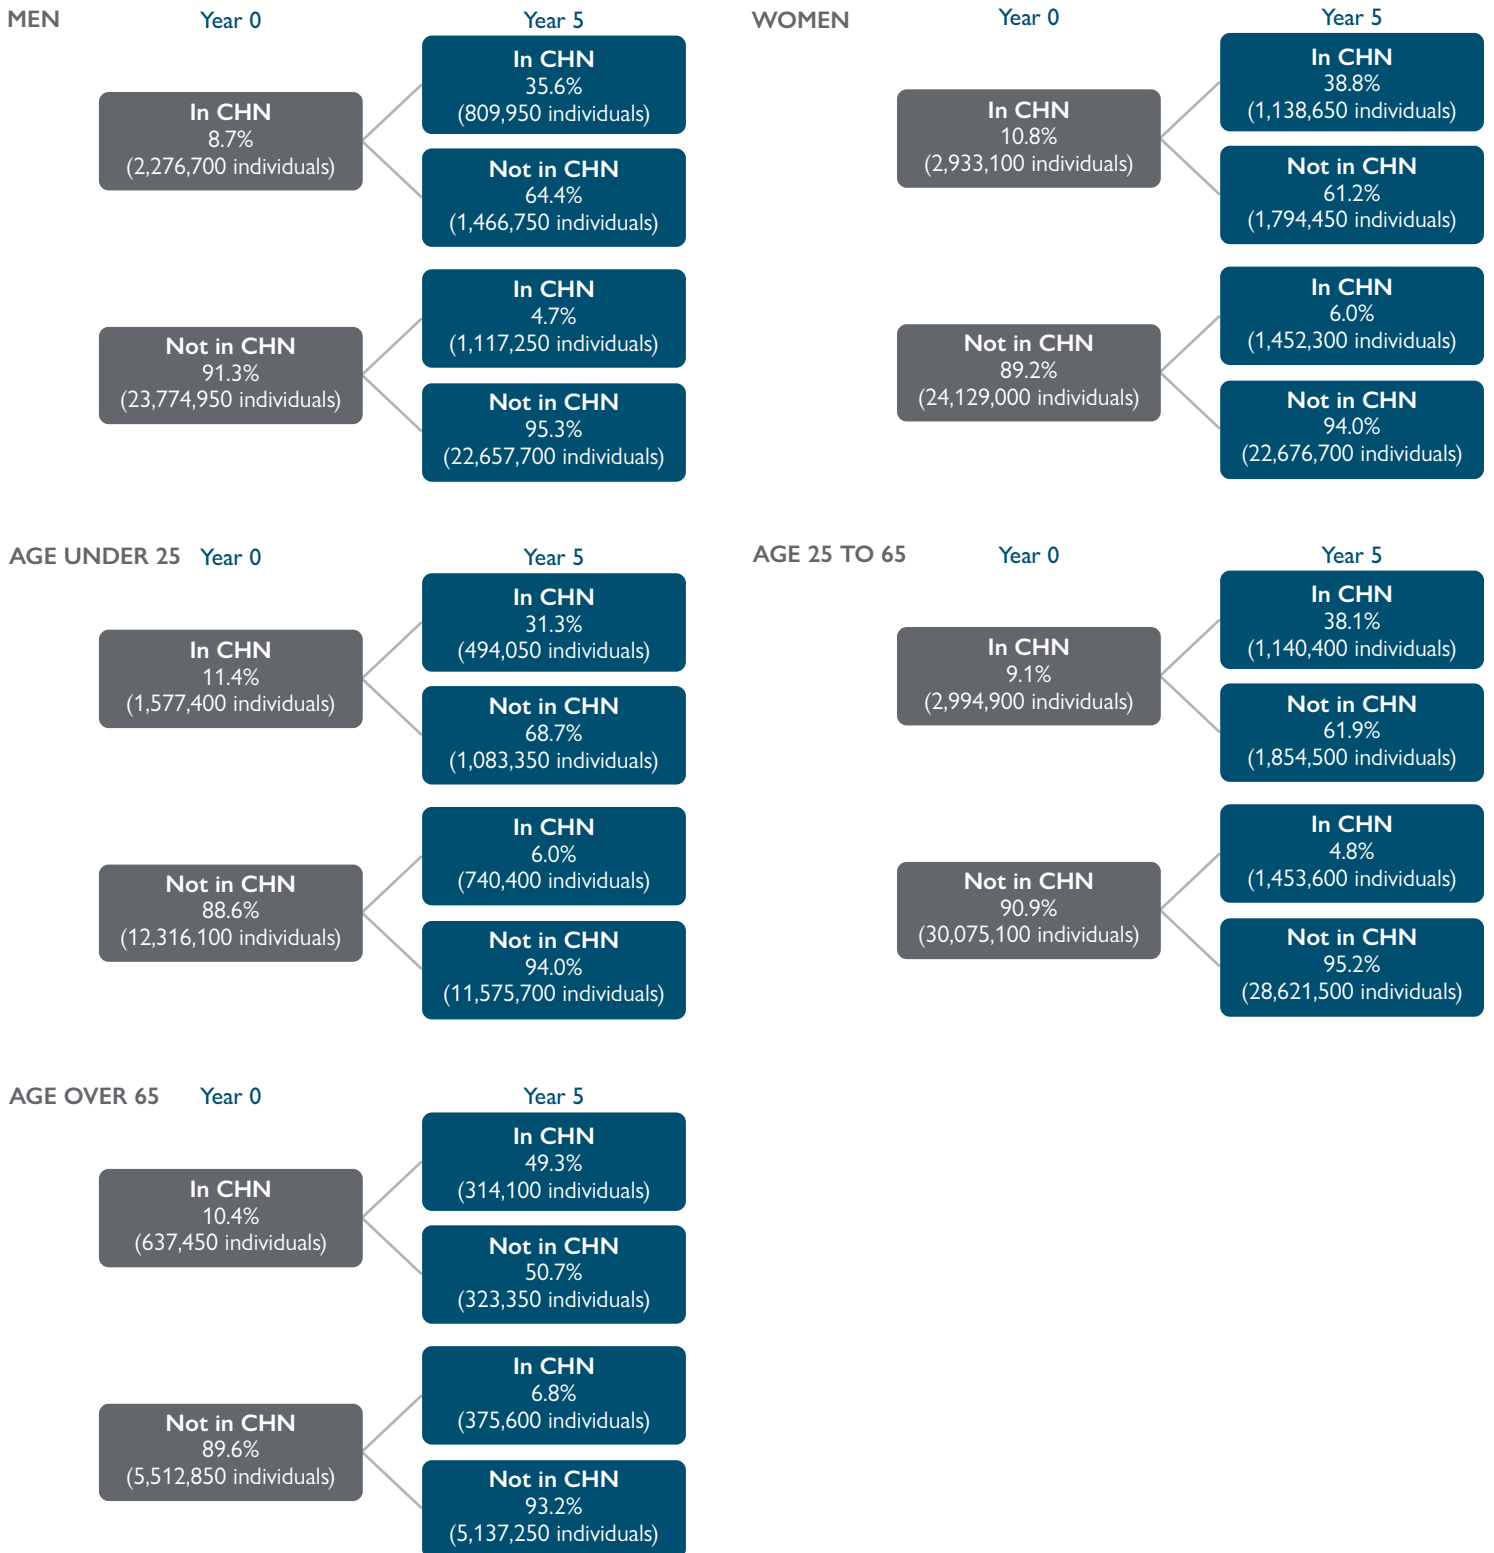 MEN
Year 0
Year 5
In CHN
8.7%
(2,276,700 individuals)
In CHN
35.6%
(809,950 individuals)
Not in CHN
64.4%
(1,466,750 individuals)
Not in CHN
91.3%
(23,774,950 individuals)
In CHN
4.7%
(1,117,250 individuals)
Not in CHN
95.3%
(22,657,700 individuals)
WOMEN
Year 0
Year 5
In CHN
10.8%
(2,933,100 individuals)
In CHN
38.8%
(1,138,650 individuals)
Not in CHN
61.2%
(1,794,450 individuals)
Not in CHN
89.2%
(24,129,000 individuals)
In CHN
6.0%
(1,452,300 individuals)
Not in CHN
94.0%
(22,676,700 individuals)
AGE UNDER 25
Year 0
Year 5
In CHN
11.4%
(1,577,400 individuals)
In CHN
31.3%
(494,050 individuals)
Not in CHN
68.7%
(1,083,350 individuals)
Not in CHN
88.6%
(12,316,100 individuals)
In CHN
6.0%
(740,400 individuals)
Not in CHN
94.0%
(11,575,700 individuals)
AGE 25 TO 65
Year 0
Year 5
In CHN
9.1%
(2,994,900 individuals)
In CHN
38.1%
(1,140,400 individuals)
Not in CHN
61.9%
(1,854,500 individuals)
Not in CHN
90.9%
(30,075,100 individuals)
In CHN
4.8%
(1,453,600 individuals)
Not in CHN
95.2%
(28,621,500 individuals)
AGE OVER 65
Year 0
Year 5
In CHN
10.4%
(637,450 individuals)
In CHN
49.3%
(314,100 individuals)
Not in CHN
50.7%
(323,350 individuals)
Not in CHN
89.6%
(5,512,850 individuals)
In CHN
6.8%
(375,600 individuals)
Not in CHN
93.2%
(5,137,250 individuals)